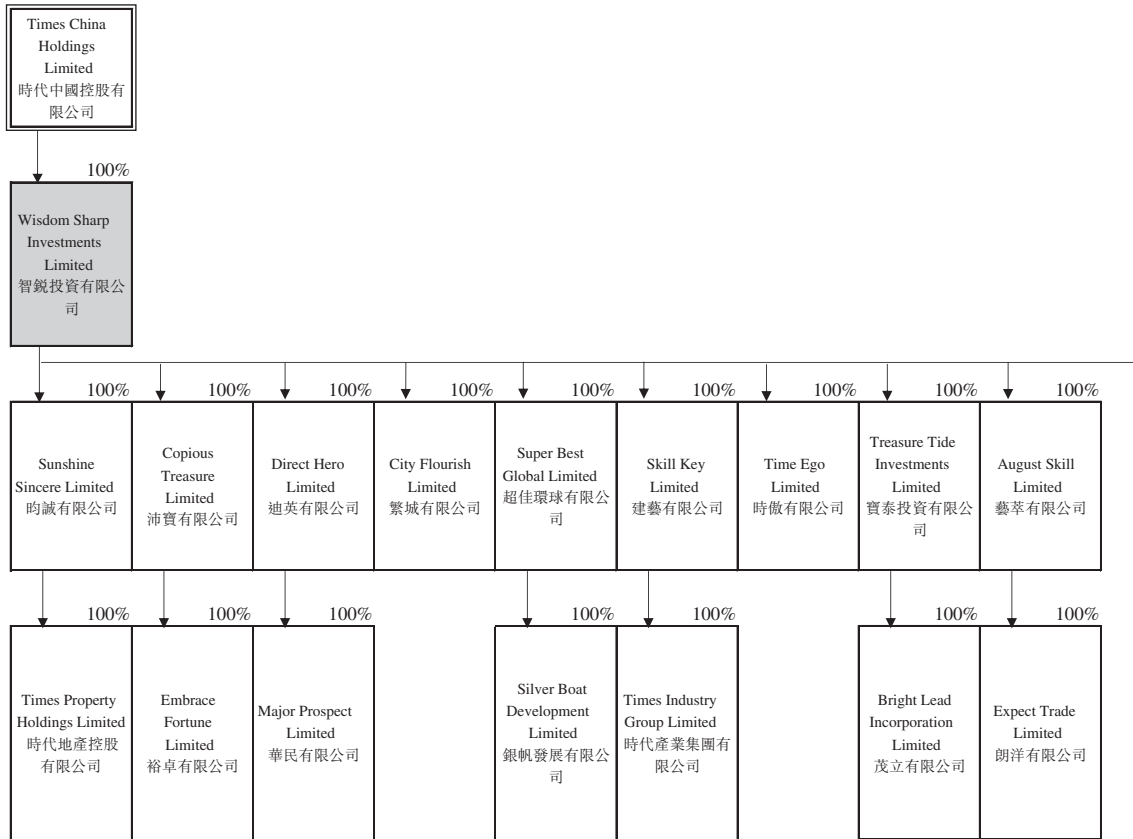 Times China
Holdings
Limited
時代中國控股有
限公司
100%
Wisdom Sharp
Investments
Limited
智鋭投資有限公
司
100%
100%
100%
100%
100%
100%
100%
100%
100%
Sunshine
Sincere Limited
昀誠有限公司
Copious
Treasure
Limited
沛寶有限公司
Direct Hero
Limited
迪英有限公司
City Flourish
Limited
繁城有限公司
Super Best
Global Limited
超佳環球有限公
司
Skill Key
Limited
建藝有限公司
Time Ego
Limited
時傲有限公司
Treasure Tide
Investments
Limited
寶泰投資有限公
司
August Skill
Limited
藝萃有限公司
100%
100%
100%
100%
100%
100%
100%
Times Property
Holdings Limited
時代地產控股
有限公司
Embrace
Fortune
Limited
裕卓有限公司
Major Prospect
Limited
華民有限公司
Silver Boat
Development
Limited
銀帆發展有限公
司
Times Industry
Group Limited
時代產業集團有
限公司
Bright Lead
Incorporation
Limited
茂立有限公司
Expect Trade
Limited
朗洋有限公司